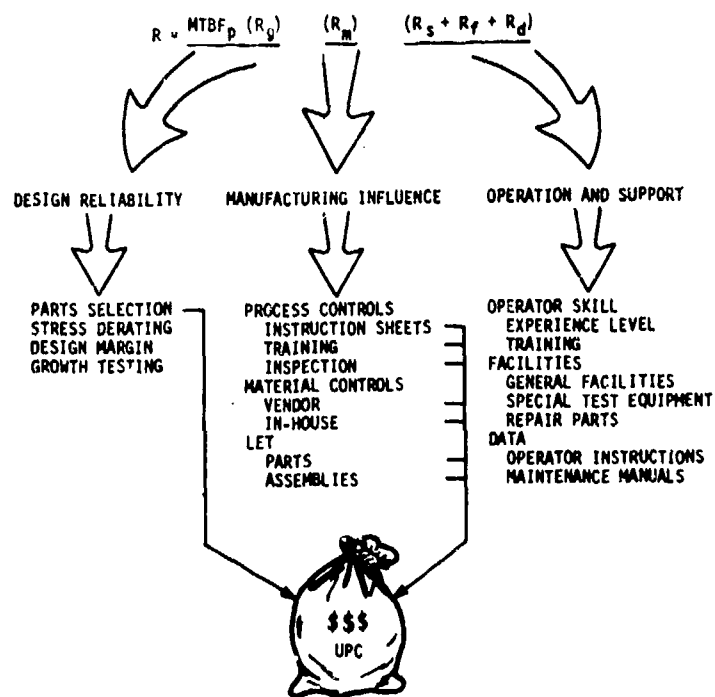 R = MTBFp (Rg) (Rm) (Rs + Rf + Rd)
DESIGN RELIABILITY
MANUFACTURING INFLUENCE
OPERATION AND SUPPORT
PARTS SELECTION
STRESS DERATING
DESIGN MARGIN
GROWTH TESTING
PROCESS CONTROLS
INSTRUCTION SHEETS
TRAINING
INSPECTION
MATERIAL CONTROLS
VENDOR
IN-HOUSE
LET
PARTS
ASSEMBLIES
OPERATOR SKILL
EXPERIENCE LEVEL
TRAINING
FACILITIES
GENERAL FACILITIES
SPECIAL TEST EQUIPMENT
REPAIR PARTS
DATA
OPERATOR INSTRUCTIONS
MAINTENANCE MANUALS
$$$
UPC